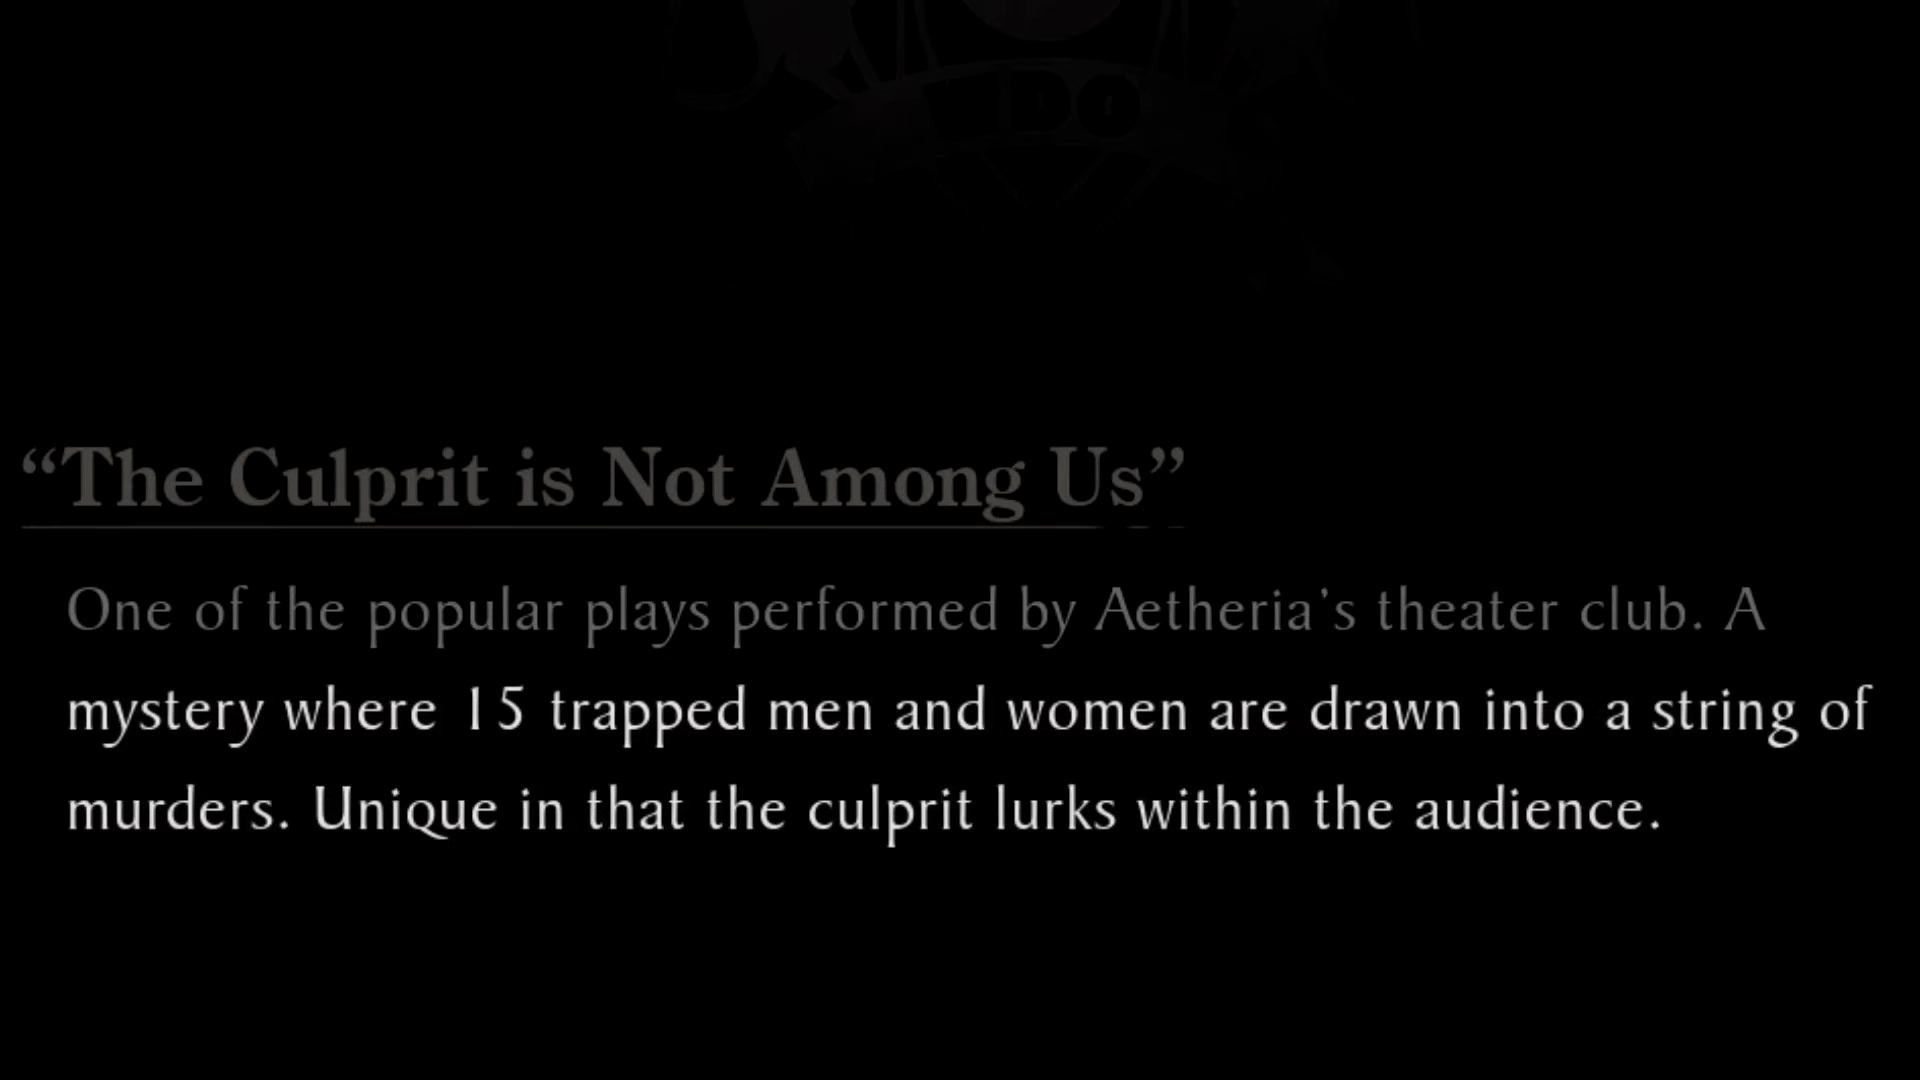 DO
“The Culprit is Not Among Us”
One of the popular plays performed by Aetheria's theater club. A
mystery where 15 trapped men and women are drawn into a string of
murders. Unique in that the culprit lurks within the audience.